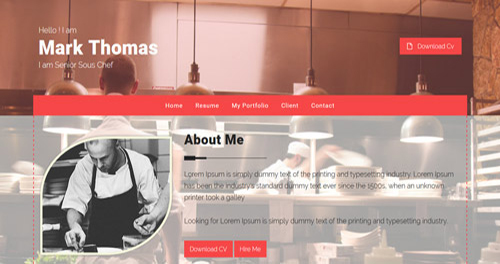 Hello ! I am
Mark Thomas
I am Senior Sous Chef
Download Cv
Home Resume My Portfolio Client Contact
About Me
Lorem Ipsum is simply dummy text of the printing and typesetting industry. Lorem Ipsum
has been the industry's standard dummy text ever since the 1500s, when an unknown
printer took a galley
Looking for Lorem Ipsum is simply dummy text of the printing and typesetting industry.
Download CV Hire Me